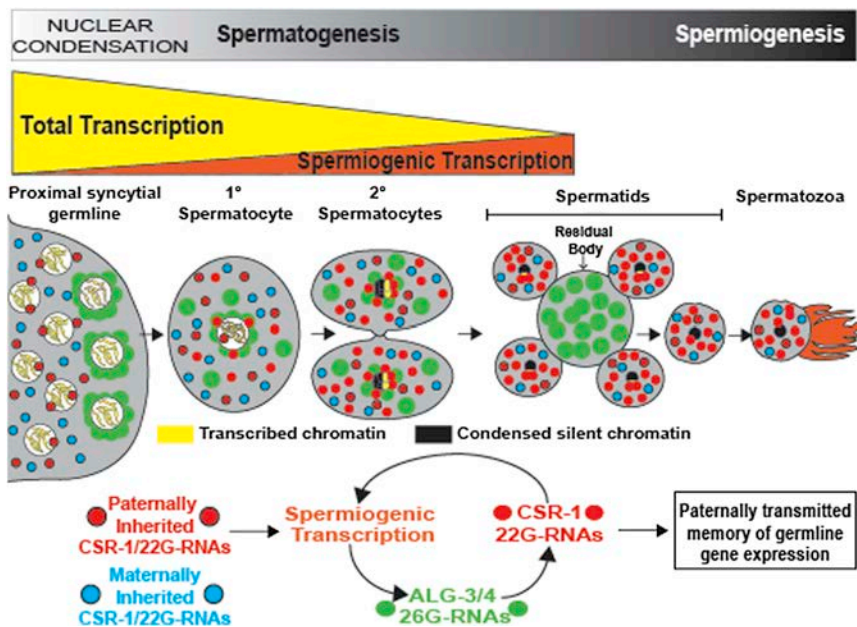 NUCLEAR
CONDENSATION
Spermatogenesis
Spermiogenesis
Total Transcription
Spermiogenic Transcription
Proximal syncytial
germline
1°
Spermatocyte
2°
Spermatocytes
Spermatids
Spermatozoa
Residual
Body
Transcribed chromatin
Condensed silent chromatin
Paternally
Inherited
CSR-1/22G-RNAs
Maternally
Inherited
CSR-1/22G-RNAs
Spermiogenic
Transcription
CSR-1
22G-RNAs
ALG-3/4
26G-RNAs
Paternally transmitted
memory of germline
gene expression